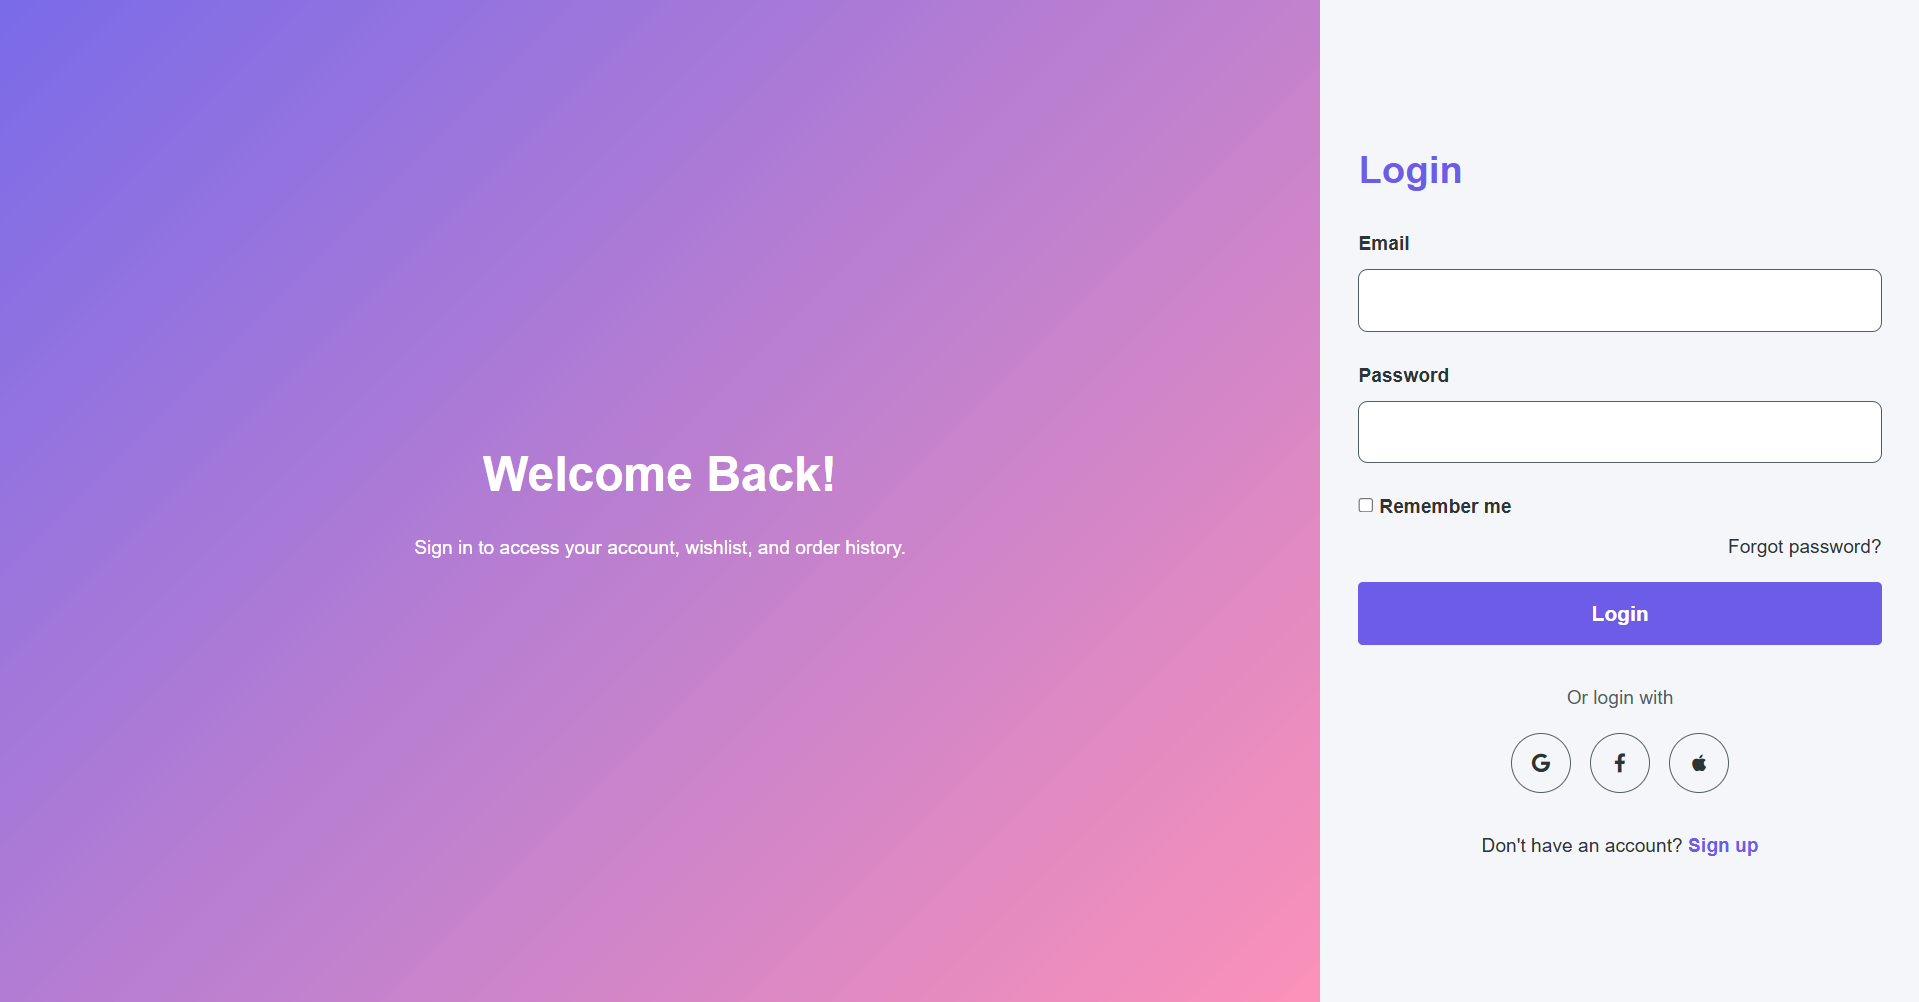 Welcome Back!
Sign in to access your account, wishlist, and order history.
Login
Email
Password
Remember me
Forgot password?
Login
Or login with
Don't have an account? Sign up